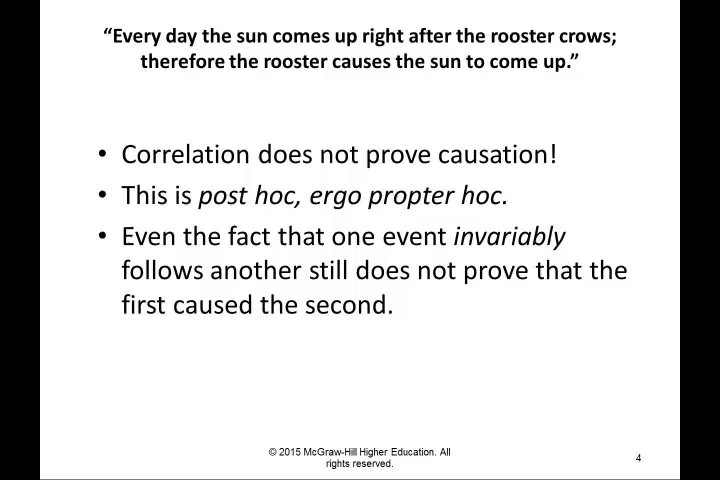 “Every day the sun comes up right after the rooster crows;
therefore the rooster causes the sun to come up.”
• Correlation does not prove causation!
• This is post hoc, ergo propter hoc.
• Even the fact that one event invariably
follows another still does not prove that the
first caused the second.
© 2015 McGraw-Hill Higher Education. All
rights reserved.
4